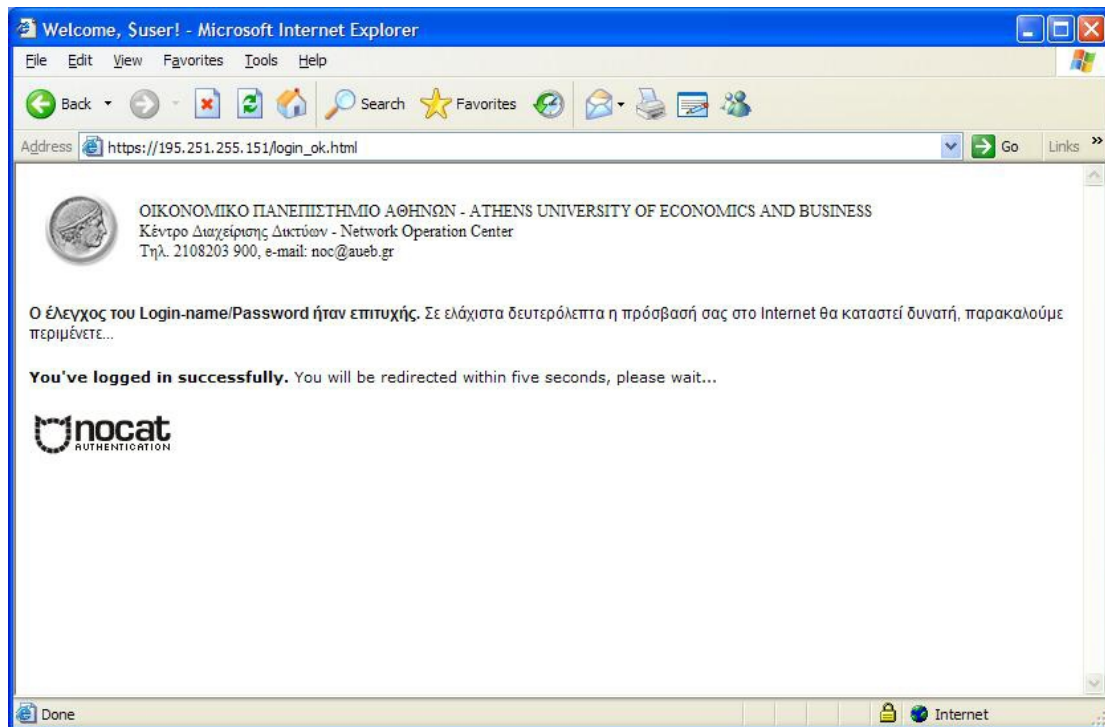 Welcome, $user! - Microsoft Internet Explorer
File Edit View Favorites Tools Help
Back Search Favorites
Address https://195.251.255.151/login_ok.html Go Links »
ΟΙΚΟΝΟΜΙΚΟ ΠΑΝΕΠΙΣΤΗΜΙΟ ΑΘΗΝΩΝ - ATHENS UNIVERSITY OF ECONOMICS AND BUSINESS
Κέντρο Διαχείρισης Δικτύων - Network Operation Center
Τηλ. 2108203 900, e-mail: noc@aueb.gr
Ο έλεγχος του Login-name/Password ήταν επιτυχής. Σε ελάχιστα δευτερόλεπτα η πρόσβασή σας στο Internet θα καταστεί δυνατή, παρακαλούμε
περιμένετε...
You've logged in successfully. You will be redirected within five seconds, please wait...
nocat
AUTHENTICATION
Done Internet